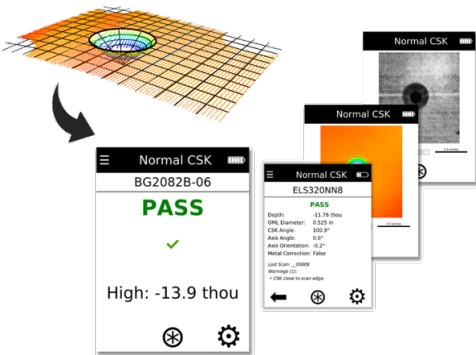 Normal CSK
Normal CSK
Normal CSK
BG2082B-06
PASS
High: -13.9 thou
Normal CSK
ELS320NN8
PASS
Depth: -11.76 thou
OML Diameter: 0.525 in
CSK Angle: 100.9°
Axis Angle: 0.0°
Axis Orientation: -0.2°
Metal Correction: False
Last Scan: __00009
Warnings (1):
• CSK close to scan edge.